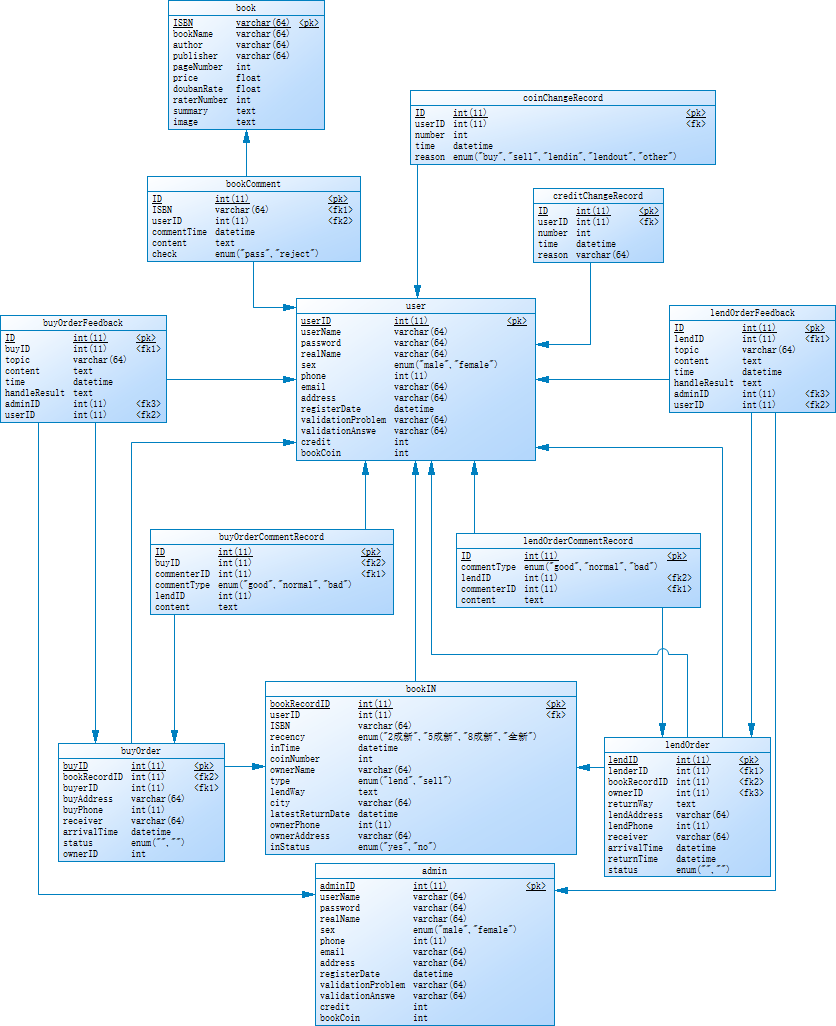 book
ISBN varchar(64) <pk>
bookName varchar(64)
author varchar(64)
publisher varchar(64)
pageNumber int
price float
doubanRate float
raterNumber int
summary text
image text
coinChangeRecord
ID int(11) <pk>
userID int(11) <fk>
number int
time datetime
reason enum("buy","sell","lendin","lendout","other")
bookComment
ID int(11) <pk>
ISBN varchar(64) <fk1>
userID int(11) <fk2>
commentTime datetime
content text
check enum("pass","reject")
creditChangeRecord
ID int(11) <pk>
userID int(11) <fk>
number int
time datetime
reason varchar(64)
user
userID int(11) <pk>
userName varchar(64)
password varchar(64)
realName varchar(64)
sex enum("male","female")
phone int(11)
email varchar(64)
address varchar(64)
registerDate datetime
validationProblem varchar(64)
validationAnswe varchar(64)
credit int
bookCoin int
buyOrderFeedback
ID int(11) <pk>
buyID int(11) <fk1>
topic varchar(64)
content text
time datetime
handleResult text
adminID int(11) <fk3>
userID int(11) <fk2>
lendOrderFeedback
ID int(11) <pk>
lendID int(11) <fk1>
topic varchar(64)
content text
time datetime
handleResult text
adminID int(11) <fk3>
userID int(11) <fk2>
buyOrderCommentRecord
ID int(11) <pk>
buyID int(11) <fk2>
commenterID int(11) <fk1>
commentType enum("good","normal","bad")
lendID int(11)
content text
lendOrderCommentRecord
ID int(11) <pk>
commentType enum("good","normal","bad")
lendID int(11) <fk2>
commenterID int(11) <fk1>
content text
bookIN
bookRecordID int(11) <pk>
userID int(11) <fk>
ISBN varchar(64)
recency enum("2成新","5成新","8成新","全新")
inTime datetime
coinNumber int
ownerName varchar(64)
type enum("lend","sell")
lendWay text
city varchar(64)
latestReturnDate datetime
ownerPhone int(11)
ownerAddress varchar(64)
inStatus enum("yes","no")
buyOrder
buyID int(11) <pk>
bookRecordID int(11) <fk2>
buyerID int(11) <fk1>
buyAddress varchar(64)
buyPhone int(11)
receiver varchar(64)
arrivalTime datetime
status enum("","")
ownerID int
lendOrder
lendID int(11) <pk>
lenderID int(11) <fk1>
bookRecordID int(11) <fk2>
ownerID int(11) <fk3>
returnWay text
lendAddress varchar(64)
lendPhone int(11)
receiver varchar(64)
arrivalTime datetime
returnTime datetime
status enum("","")
admin
adminID int(11) <pk>
userName varchar(64)
password varchar(64)
realName varchar(64)
sex enum("male","female")
phone int(11)
email varchar(64)
address varchar(64)
registerDate datetime
validationProblem varchar(64)
validationAnswe varchar(64)
credit int
bookCoin int